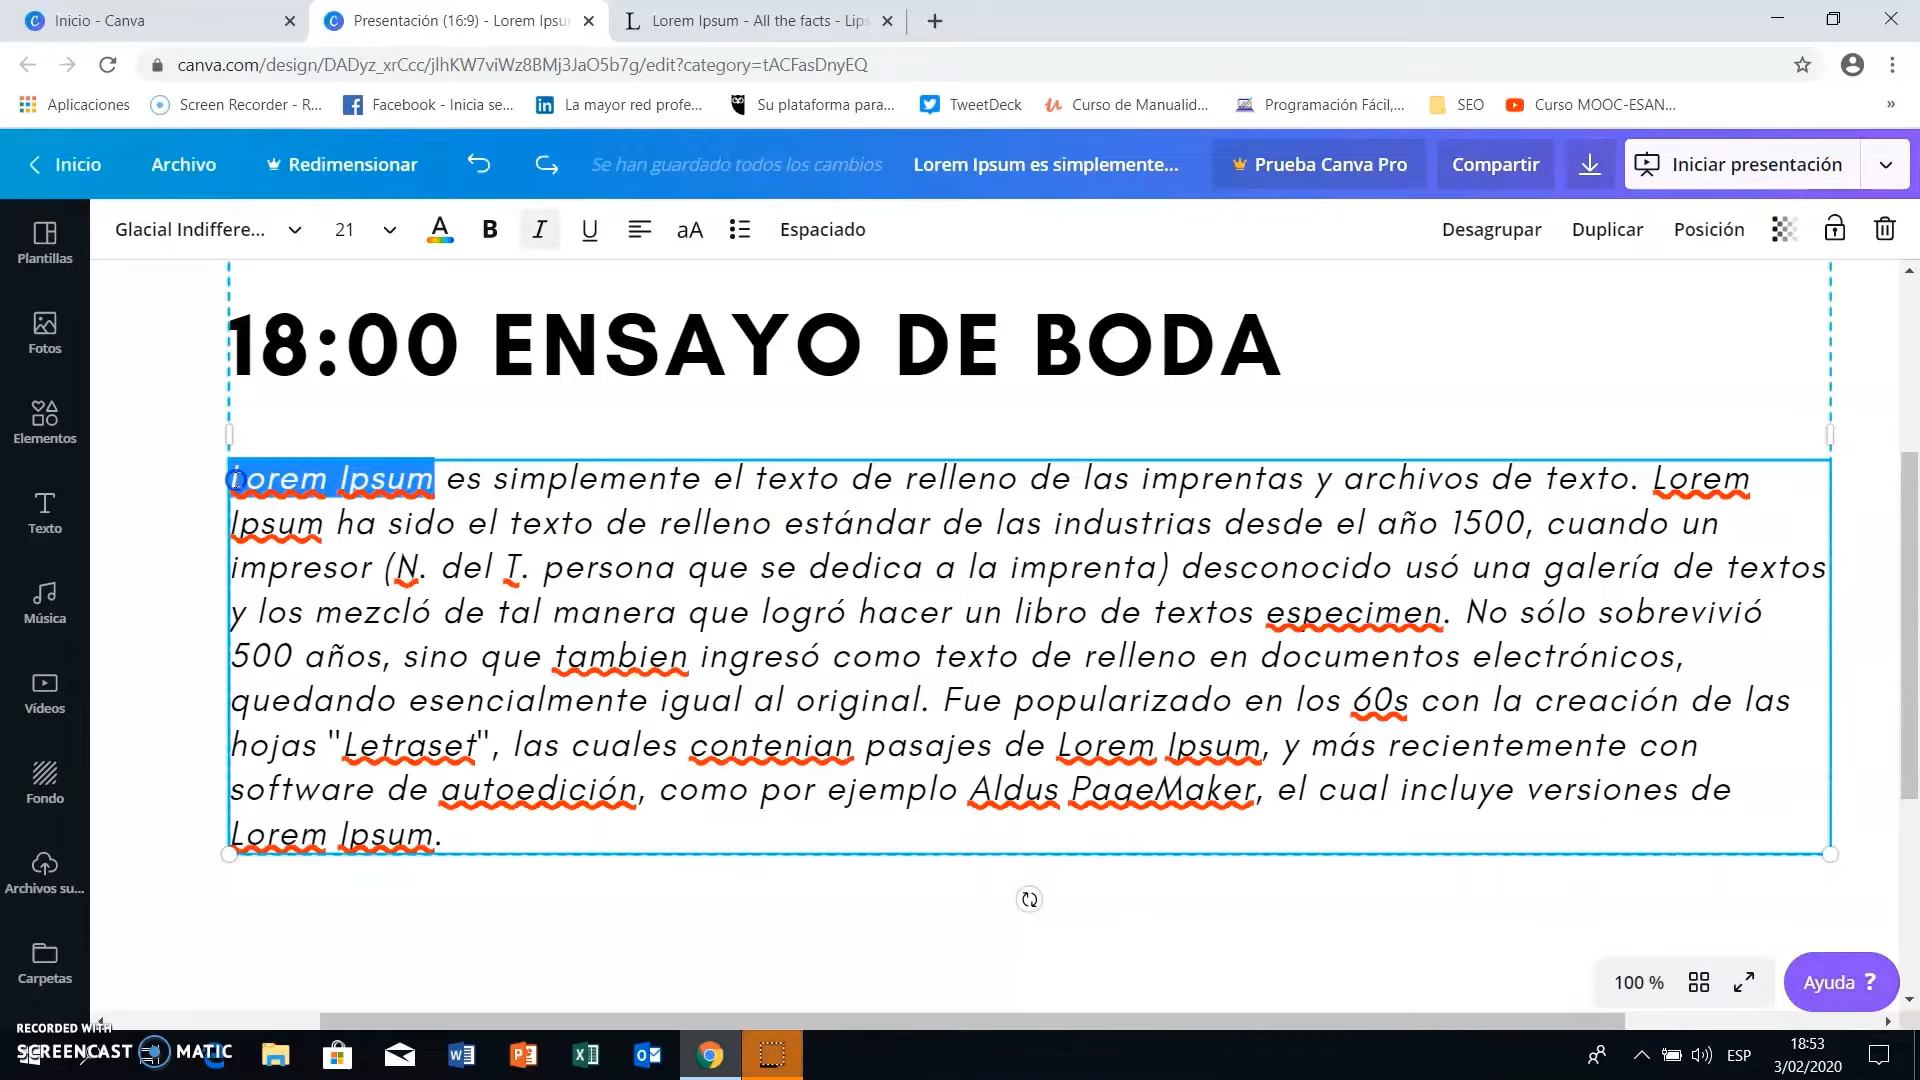 Inicio - Canva
Presentación (16:9) - Lorem Ipsu
Lorem Ipsum - All the facts - Lips
canva.com/design/DADyz_xrCcc/jlhKW7viWz8BMj3JaO5b7g/edit?category=tACFasDnyEQ
Aplicaciones
Screen Recorder - R...
Facebook - Inicia se...
La mayor red profe...
Su plataforma para...
TweetDeck
Curso de Manualid...
Programación Fácil,...
SEO
Curso MOOC-ESAN...
Inicio
Archivo
Redimensionar
Se han guardado todos los cambios
Lorem Ipsum es simplemente...
Prueba Canva Pro
Compartir
Iniciar presentación
Glacial Indiffere...
21
A
B
I
U
aA
Espaciado
Desagrupar
Duplicar
Posición
Plantillas
Fotos
Elementos
Texto
Música
Vídeos
Fondo
Archivos su...
Carpetas
18:00 ENSAYO DE BODA
Lorem Ipsum es simplemente el texto de relleno de las imprentas y archivos de texto. Lorem
Ipsum ha sido el texto de relleno estándar de las industrias desde el año 1500, cuando un
impresor (N. del T. persona que se dedica a la imprenta) desconocido usó una galería de textos
y los mezcló de tal manera que logró hacer un libro de textos especimen. No sólo sobrevivió
500 años, sino que tambien ingresó como texto de relleno en documentos electrónicos,
quedando esencialmente igual al original. Fue popularizado en los 60s con la creación de las
hojas "Letraset", las cuales contenian pasajes de Lorem Ipsum, y más recientemente con
software de autoedición, como por ejemplo Aldus PageMaker, el cual incluye versiones de
Lorem Ipsum.
100 %
Ayuda ?
RECORDED WITH
SCREENCAST MATIC
ESP
18:53
3/02/2020